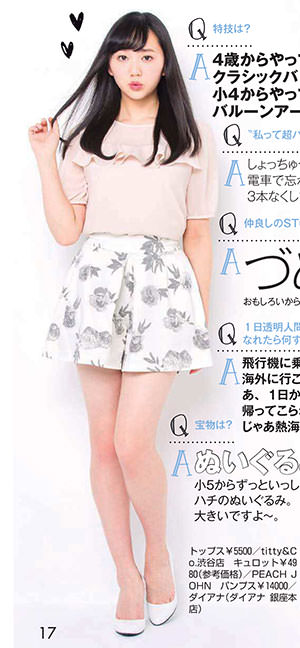 Q 特技は?
A 4歳からやっ
クラシックバ
小4からやっ
バルーンアー
Q "私って超バ
A しょっちゅ
電車で忘
3本なくし
Q 仲良しのST
A づめ
おもしろいから
Q 1日透明人間
なれたら何す
A 飛行機に乗
海外に行こ
あ、1日か
帰ってこら
じゃあ熱海
Q 宝物は?
A ぬいぐる
小5からずっといっし
ハチのぬいぐるみ。
大きいですよ~。
トップス¥5500/titty&C
o.渋谷店 キュロット¥49
80(参考価格)/PEACH J
OHN パンプス¥14000/
ダイアナ(ダイアナ 銀座本
店)
17